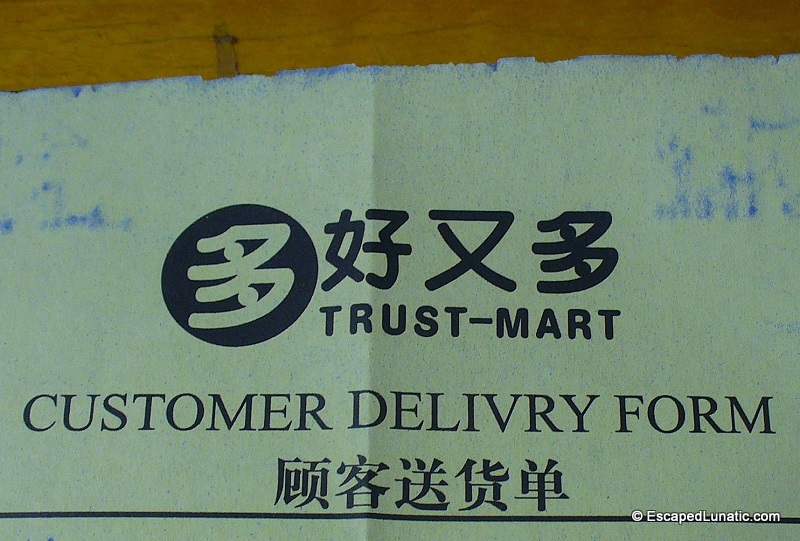 多 好又多
TRUST-MART
CUSTOMER DELIVRY FORM
顾客送货单
© EscapedLunatic.com